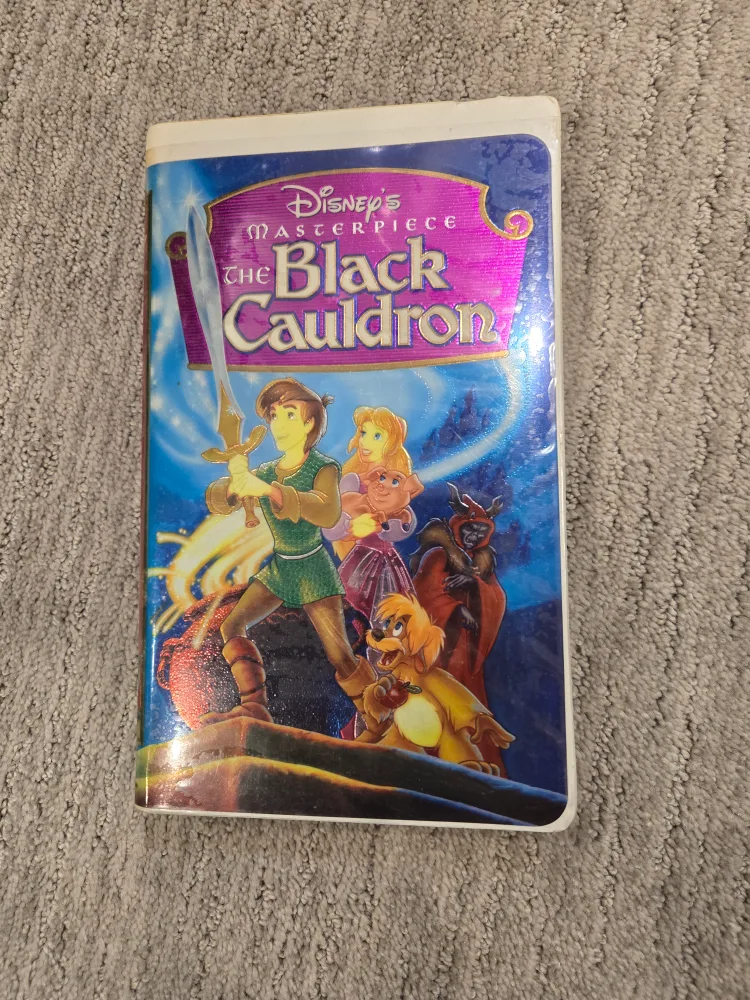 Disney's
MASTERPIECE
THE Black
Cauldron